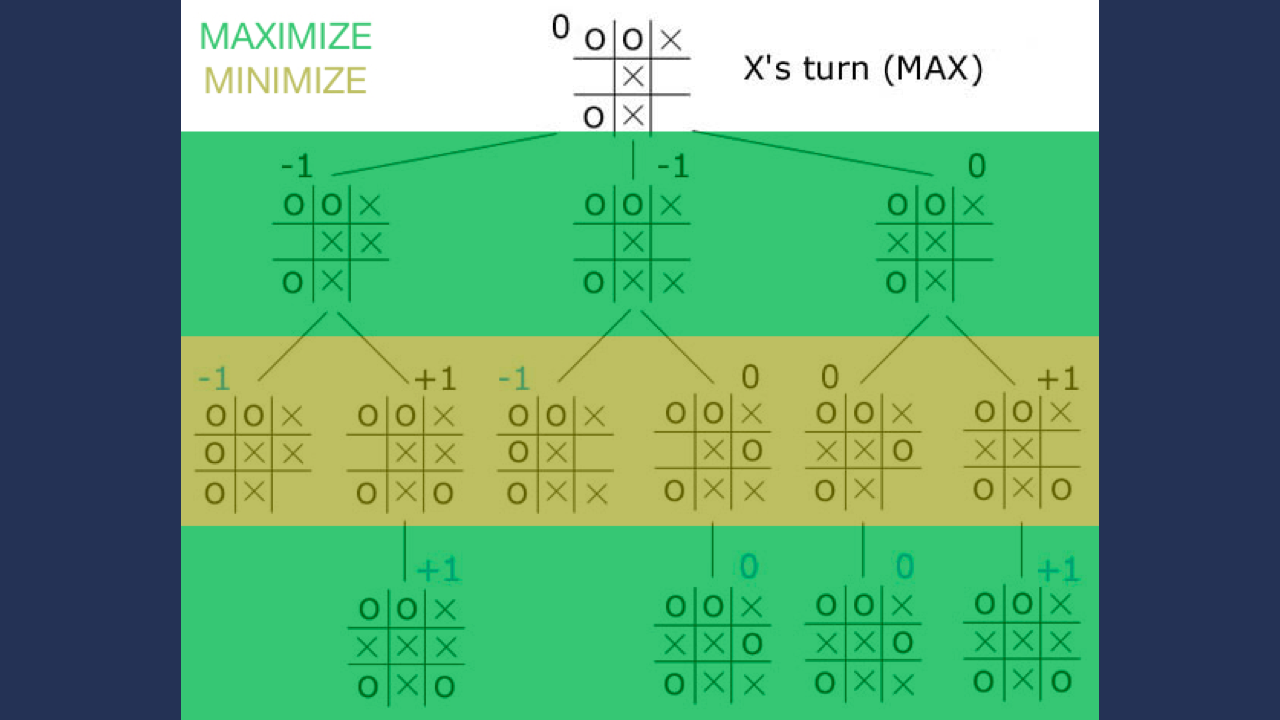 MAXIMIZE
MINIMIZE
X's turn (MAX)
0
O O X
X
O X
-1 -1 0
O O X O O X O O X
X X X X X
O X O X X O X
-1 +1 -1 0 0 +1
O O X O O X O O X O O X O O X O O X
O X X X X O X X O X X O X X
O X O X O O X X O X X O X O X O
+1 0 0 +1
O O X O O X O O X O O X
X X X X X O X X O X X X
O X O O X X O X X O X O